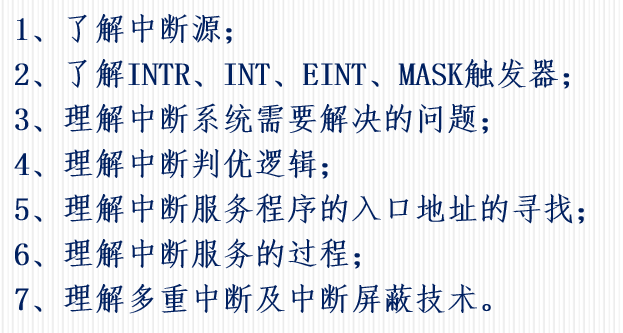 1、了解中断源；
2、了解INTR、INT、EINT、MASK触发器；
3、理解中断系统需要解决的问题；
4、理解中断判优逻辑；
5、理解中断服务程序的入口地址的寻找；
6、理解中断服务的过程；
7、理解多重中断及中断屏蔽技术。